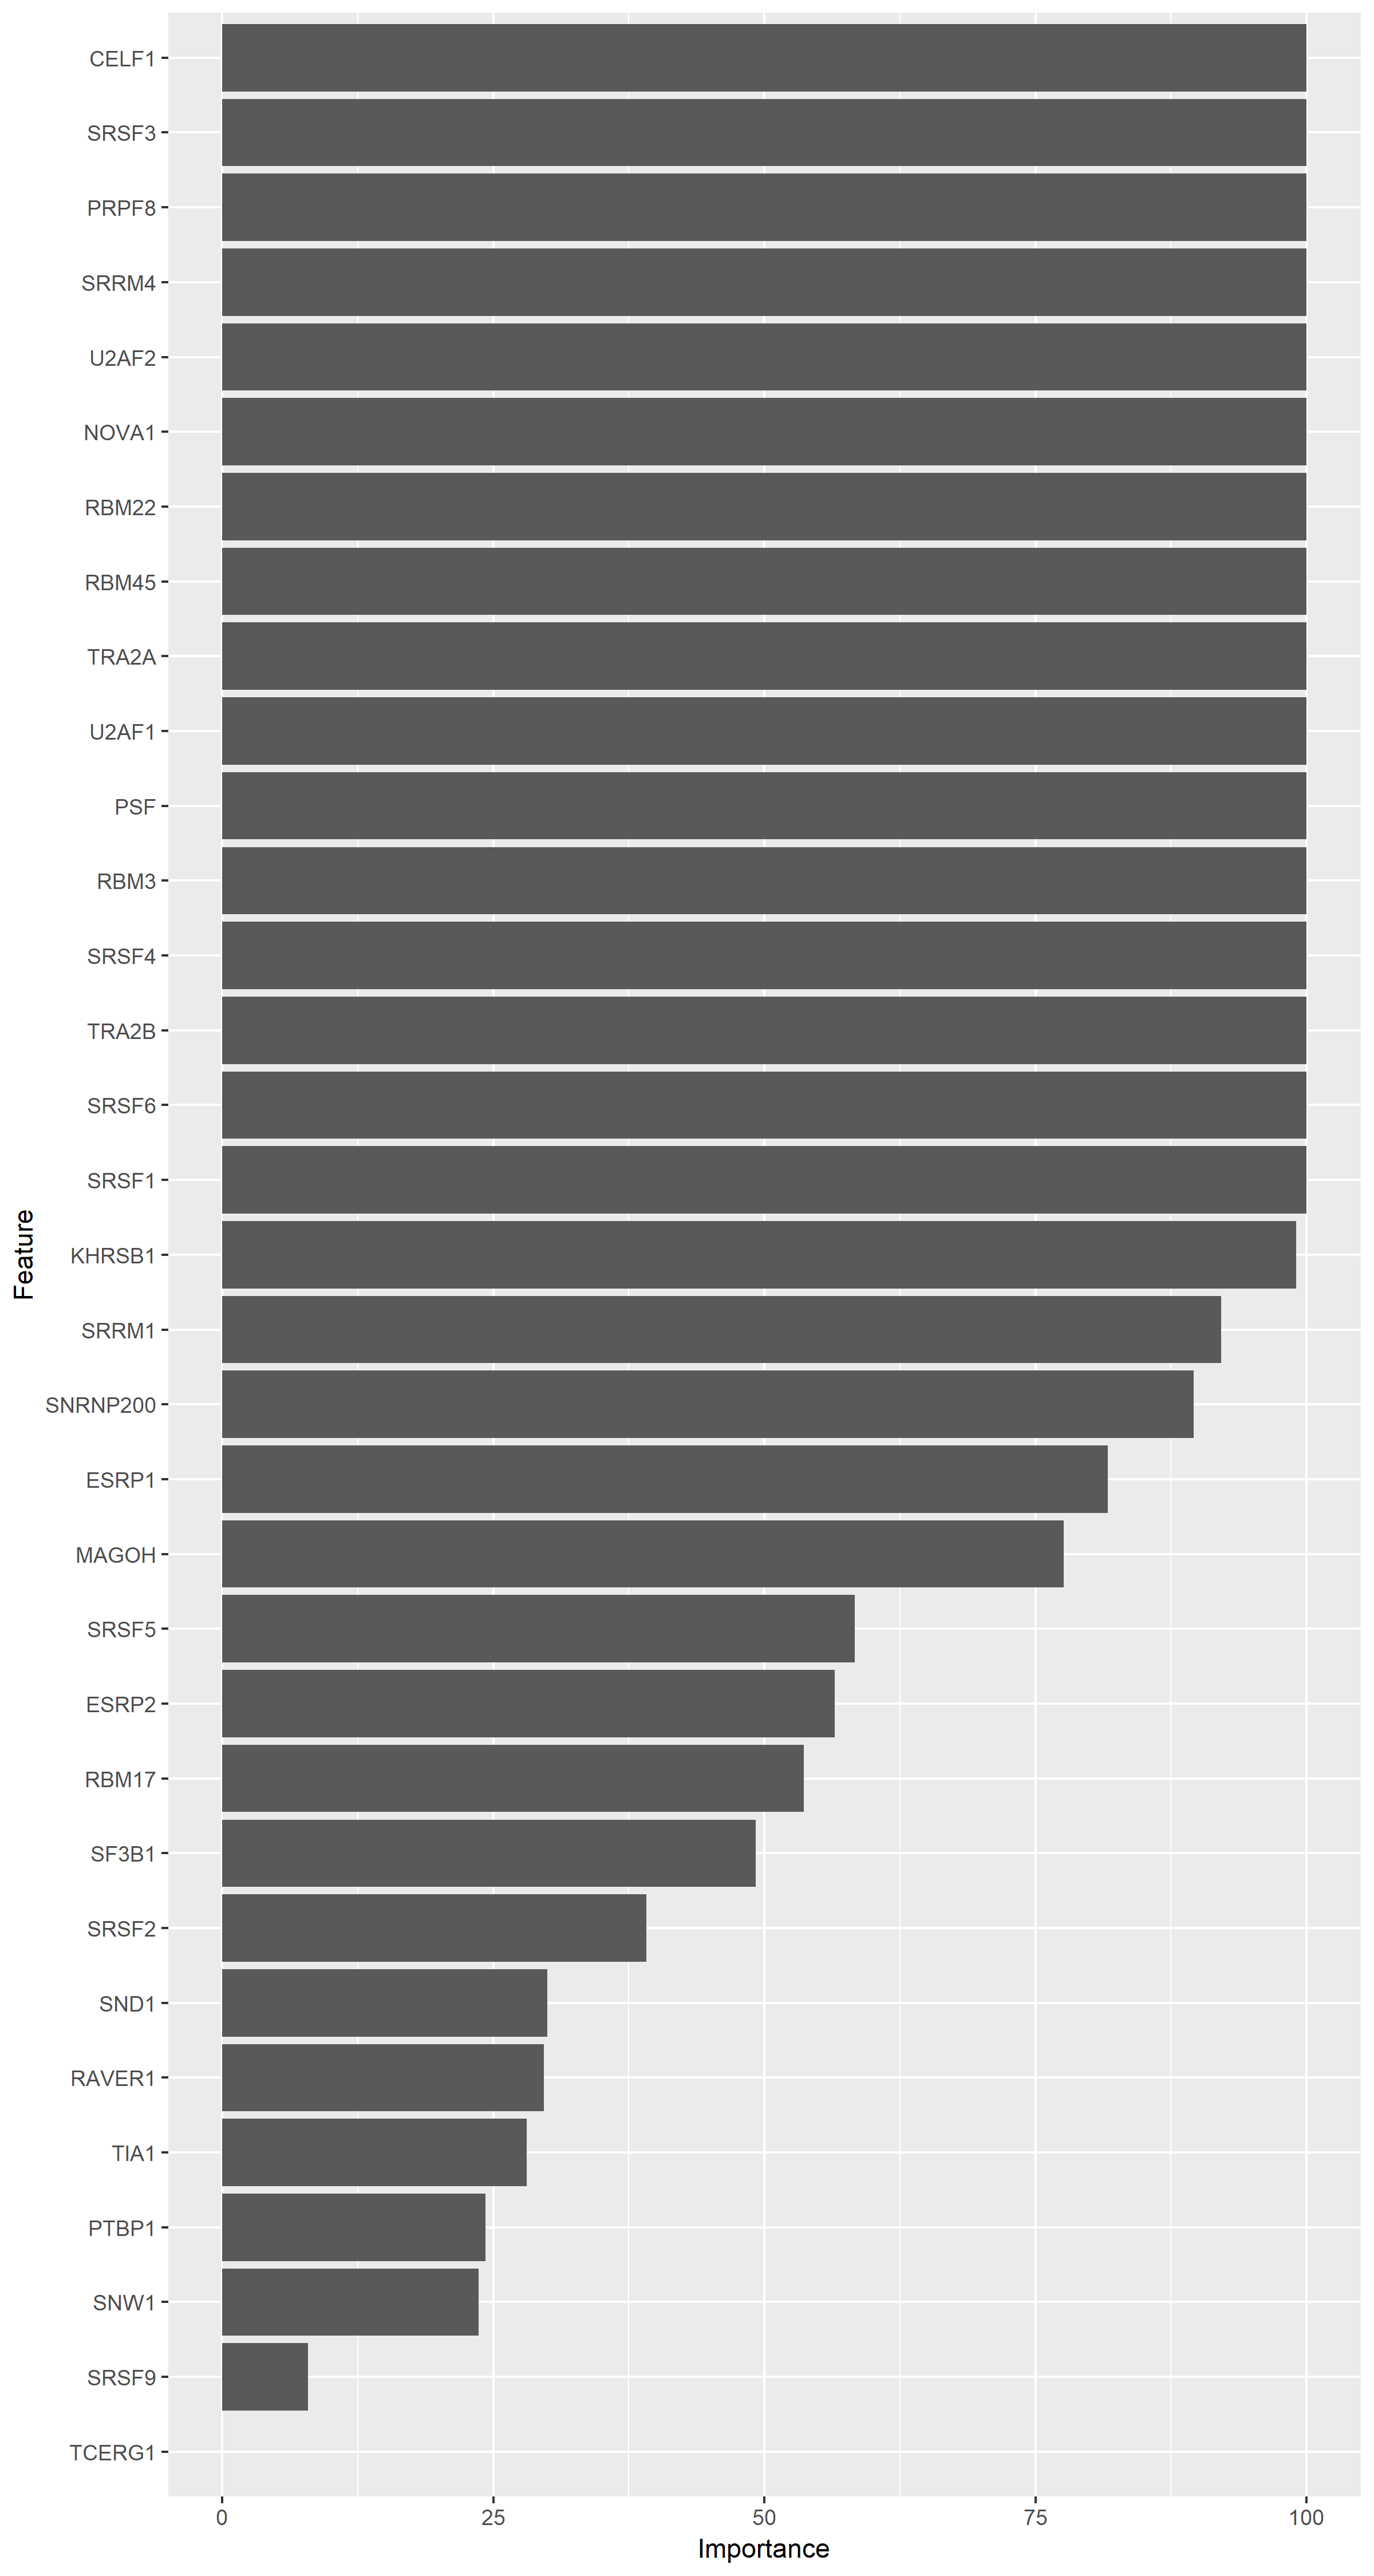 CELF1
SRSF3
PRPF8
SRRM4
U2AF2
NOVA1
RBM22
RBM45
TRA2A
U2AF1
PSF
RBM3
SRSF4
TRA2B
SRSF6
SRSF1
KHRSB1
SRRM1
SNRNP200
ESRP1
MAGOH
SRSF5
ESRP2
RBM17
SF3B1
SRSF2
SND1
RAVER1
TIA1
PTBP1
SNW1
SRSF9
TCERG1
Feature
0 25 50 75 100
Importance